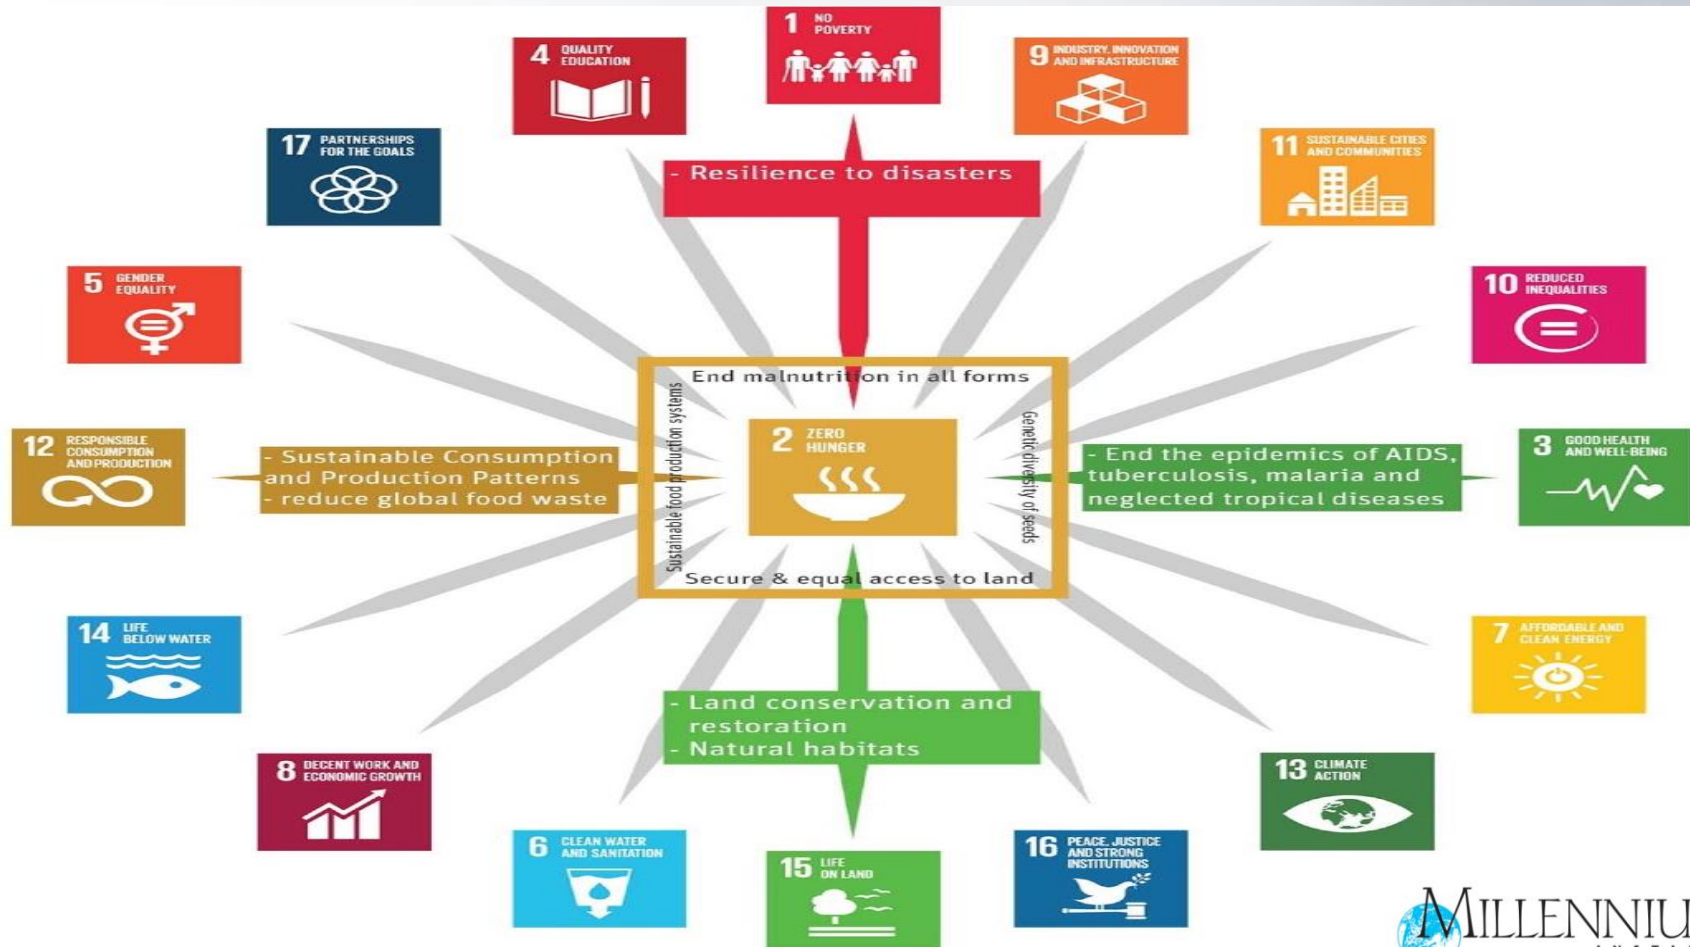 1 NO
POVERTY
4 QUALITY
EDUCATION
9 INDUSTRY, INNOVATION
AND INFRASTRUCTURE
17 PARTNERSHIPS
FOR THE GOALS
11 SUSTAINABLE CITIES
AND COMMUNITIES
- Resilience to disasters
5 GENDER
EQUALITY
10 REDUCED
INEQUALITIES
End malnutrition in all forms
Sustainable food production systems
2 ZERO
HUNGER
Genetic diversity of seeds
Secure & equal access to land
12 RESPONSIBLE
CONSUMPTION
AND PRODUCTION
- Sustainable Consumption
and Production Patterns
- reduce global food waste
- End the epidemics of AIDS,
tuberculosis, malaria and
neglected tropical diseases
3 GOOD HEALTH
AND WELL-BEING
14 LIFE
BELOW WATER
7 AFFORDABLE AND
CLEAN ENERGY
- Land conservation and
restoration
- Natural habitats
8 DECENT WORK AND
ECONOMIC GROWTH
13 CLIMATE
ACTION
6 CLEAN WATER
AND SANITATION
15 LIFE
ON LAND
16 PEACE, JUSTICE
AND STRONG
INSTITUTIONS
MILLENNIU